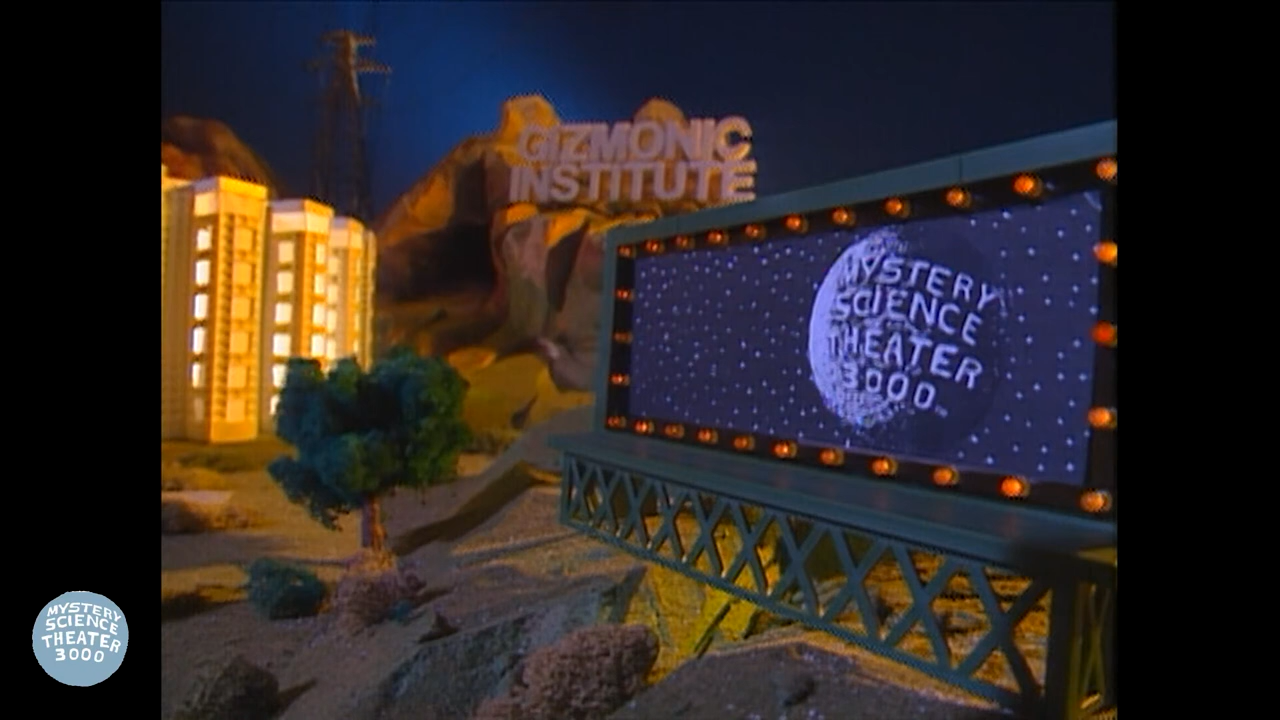 GIZMONIC
INSTITUTE
MYSTERY
SCIENCE
THEATER
3000
MYSTERY
SCIENCE
THEATER
3000